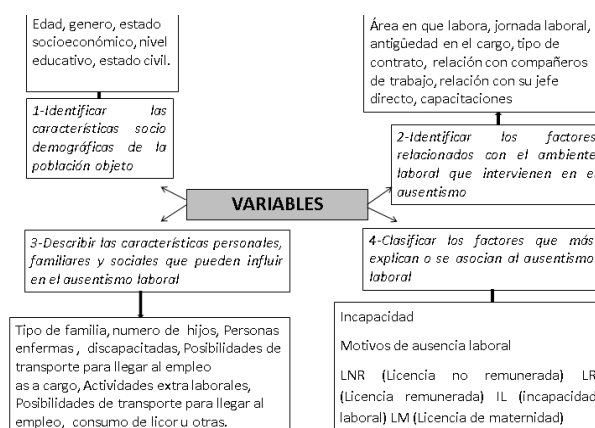 Edad, genero, estado
socioeconómico, nivel
educativo, estado civil.
1-Identificar las
características socio
demográficas de la
población objeto
Área en que labora, jornada laboral,
antigüedad en el cargo, tipo de
contrato, relación con compañeros
de trabajo, relación con su jefe
directo, capacitaciones
2-Identificar los factores
relacionados con el ambiente
laboral que intervienen en el
ausentismo
VARIABLES
3-Describir las características personales,
familiares y sociales que pueden influir
en el ausentismo laboral
4-Clasificar los factores que más
explican o se asocian al ausentismo
laboral
Tipo de familia, numero de hijos, Personas
enfermas , discapacitadas, Posibilidades de
transporte para llegar al empleo
as a cargo, Actividades extra laborales,
Posibilidades de transporte para llegar al
empleo, consumo de licor u otras.
Incapacidad
Motivos de ausencia laboral
LNR (Licencia no remunerada) LR
(Licencia remunerada) IL (incapacidad
laboral) LM (Licencia de maternidad)